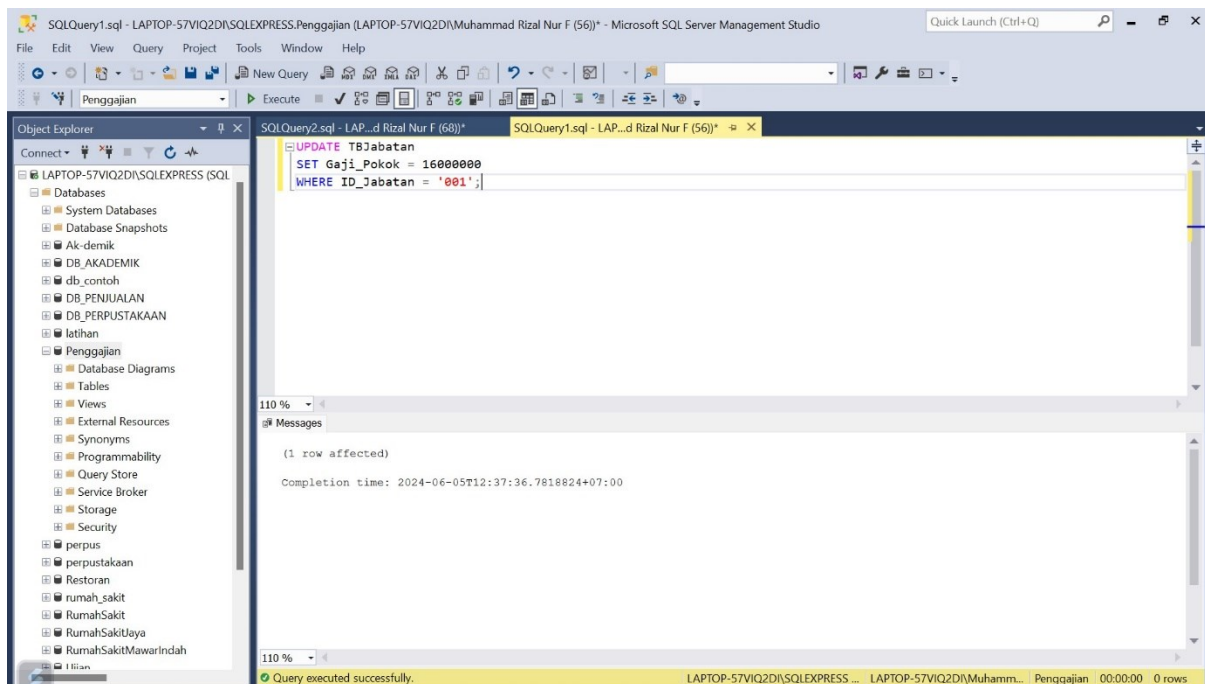 SQLQuery1.sql - LAPTOP-57VIQ2DI\SQLEXPRESS.Penggajian (LAPTOP-57VIQ2DI\Muhammad Rizal Nur F (56))* - Microsoft SQL Server Management Studio
Quick Launch (Ctrl+Q)
File Edit View Query Project Tools Window Help
New Query
Penggajian
Execute
Object Explorer
Connect
LAPTOP-57VIQ2DI\SQLEXPRESS (SQL
Databases
System Databases
Database Snapshots
Ak-demik
DB_AKADEMIK
db_contoh
DB_PENJUALAN
DB_PERPUSTAKAAN
latihan
Penggajian
Database Diagrams
Tables
Views
External Resources
Synonyms
Programmability
Query Store
Service Broker
Storage
Security
perpus
perpustakaan
Restoran
rumah_sakit
RumahSakit
RumahSakitJaya
RumahSakitMawarIndah
Ujian
SQLQuery2.sql - LAP...d Rizal Nur F (68))*
SQLQuery1.sql - LAP...d Rizal Nur F (56))*
UPDATE TBJabatan
SET Gaji_Pokok = 16000000
WHERE ID_Jabatan = '001';
110 %
Messages
(1 row affected)
Completion time: 2024-06-05T12:37:36.7818824+07:00
110 %
Query executed successfully.
LAPTOP-57VIQ2DI\SQLEXPRESS ... LAPTOP-57VIQ2DI\Muhamm... Penggajian 00:00:00 0 rows